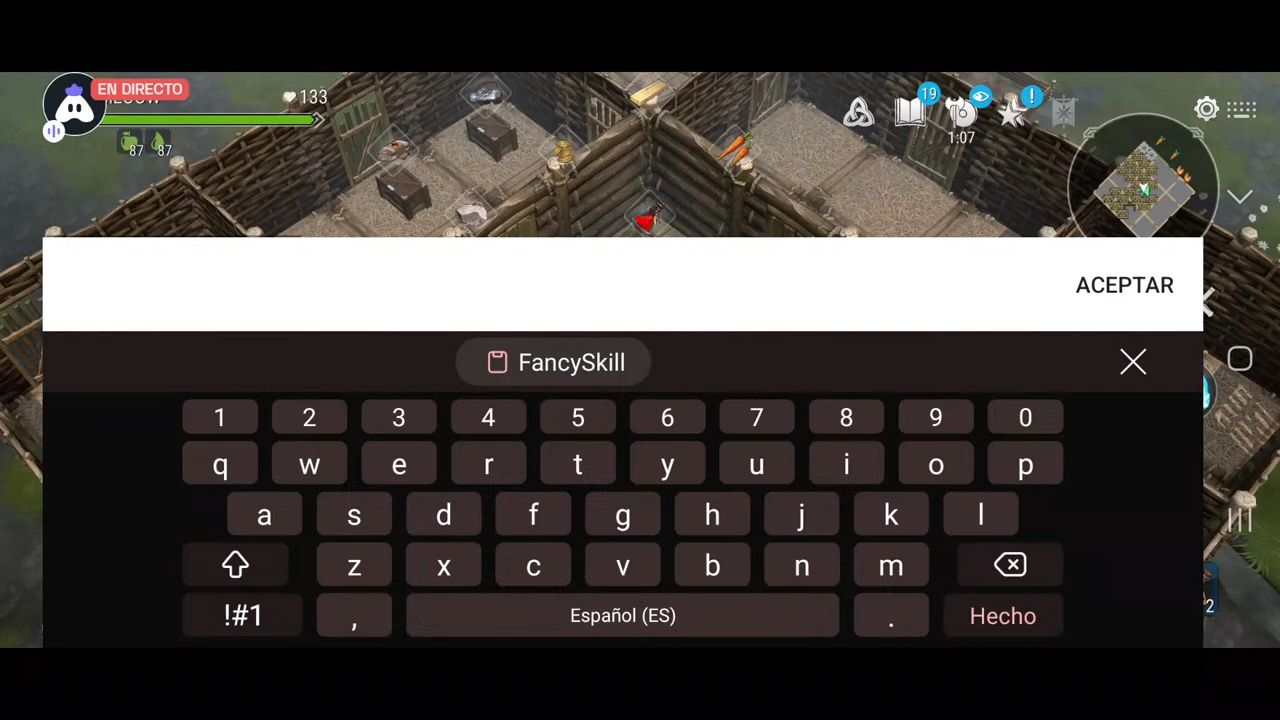 EN DIRECTO
133
87 87
19
!
1:07
ACEPTAR
FancySkill
1 2 3 4 5 6 7 8 9 0
q w e r t y u i o p
a s d f g h j k l
z x c v b n m
!#1 , Español (ES) . Hecho
2